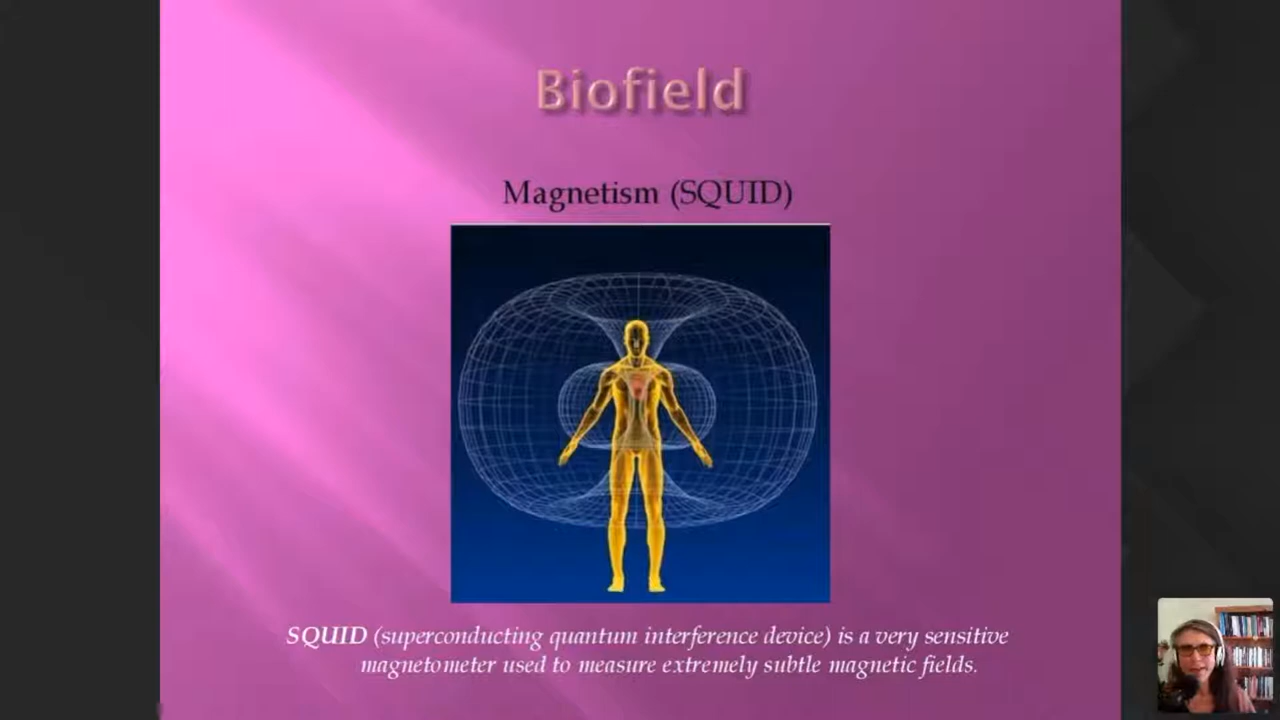 Biofield
Magnetism (SQUID)
SQUID (superconducting quantum interference device) is a very sensitive
magnetometer used to measure extremely subtle magnetic fields.